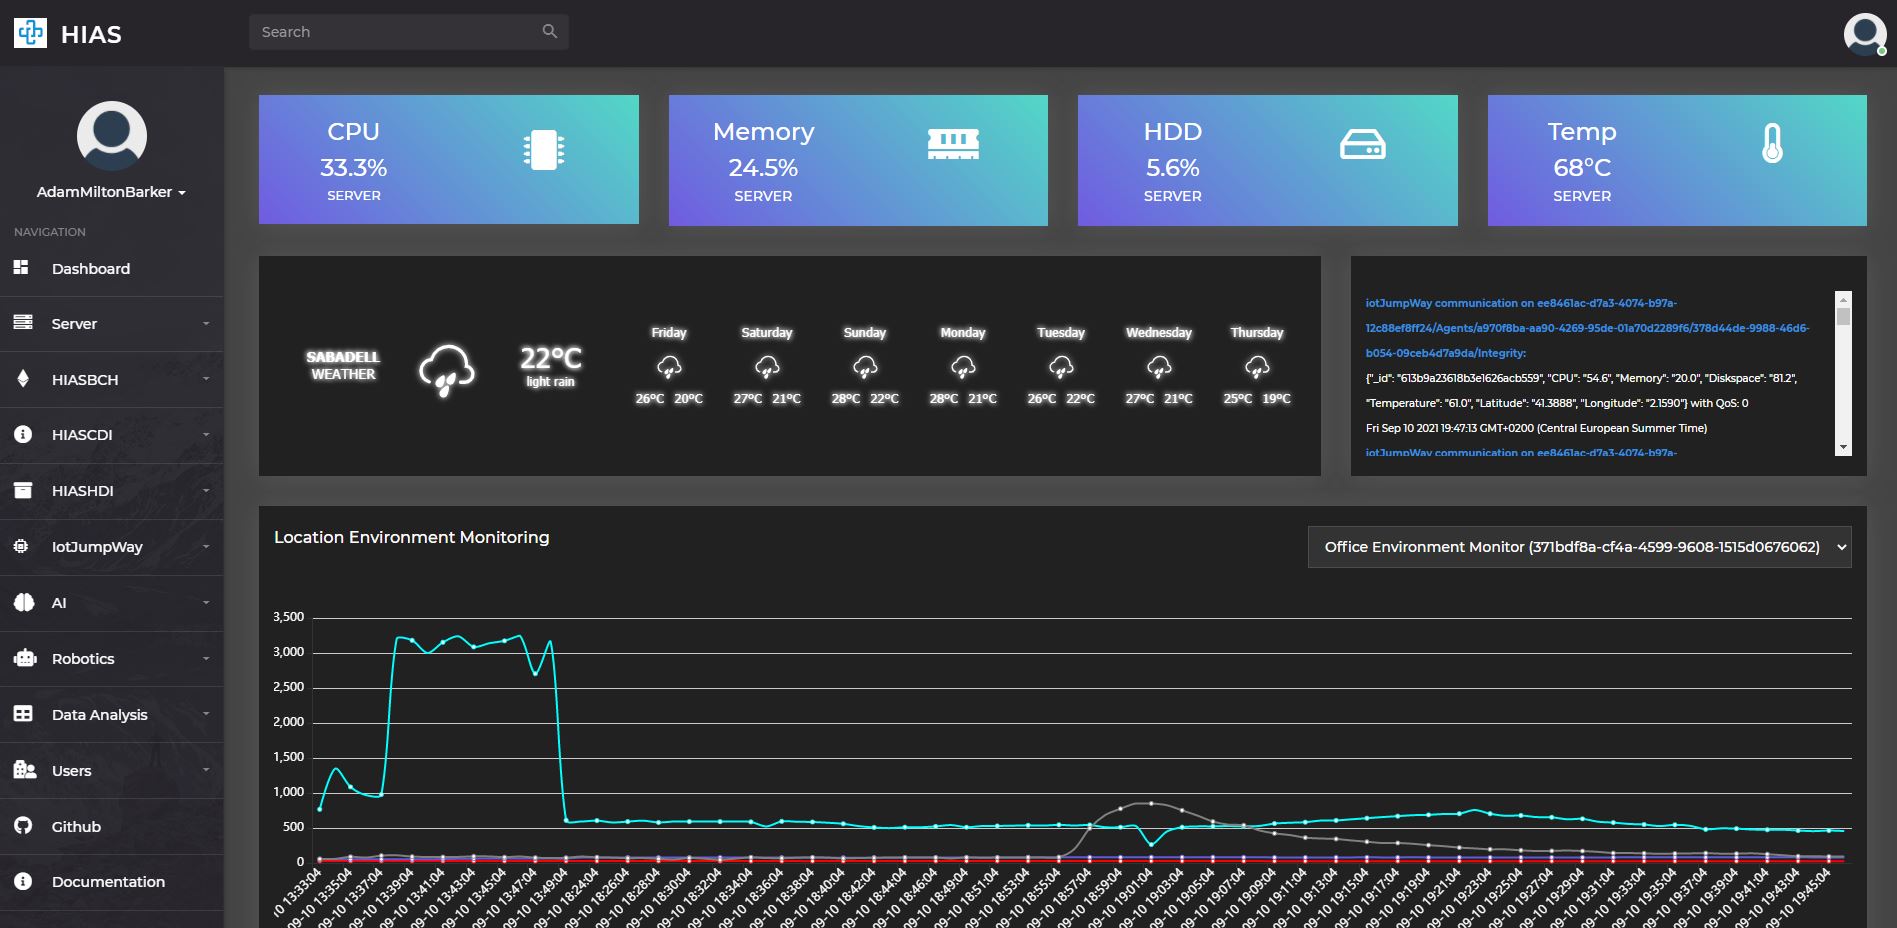 HIAS
Search
AdamMiltonBarker
NAVIGATION
Dashboard
Server
HIASBCH
HIASCDI
HIASHDI
IotJumpWay
AI
Robotics
Data Analysis
Users
Github
Documentation
CPU
33.3%
SERVER
Memory
24.5%
SERVER
HDD
5.6%
SERVER
Temp
68°C
SERVER
SABADELL
WEATHER
22°C
light rain
Friday
26°C 20°C
Saturday
27°C 21°C
Sunday
28°C 22°C
Monday
28°C 21°C
Tuesday
26°C 22°C
Wednesday
27°C 21°C
Thursday
25°C 19°C
iotJumpWay communication on ee8461ac-d7a3-4074-b97a-
12c88ef8ff24/Agents/a970f8ba-aa90-4269-95de-01a70d2289f6/378d44de-9988-46d6-
b054-09ceb4d7a9da/Integrity:
{"_id": "613b9a23618b3e1626acb559", "CPU": "54.6", "Memory": "20.0", "Diskspace": "81.2",
"Temperature": "61.0", "Latitude": "41.3888", "Longitude": "2.1590"} with QoS: 0
Fri Sep 10 2021 19:47:13 GMT+0200 (Central European Summer Time)
iotJumpWay communication on ee8461ac-d7a3-4074-b97a-
Location Environment Monitoring
Office Environment Monitor (371bdf8a-cf4a-4599-9608-1515d0676062)
3,500
3,000
2,500
2,000
1,500
1,000
500
0
10 13:33:04
09-10 13:35:04
-10 13:37:04
09-10 13:39:04
09-10 13:41:04
09-10 13:43:04
09-10 13:45:04
09-10 13:47:04
09-10 13:49:04
09-10 18:24:04
09-10 18:26:04
09-10 18:28:04
09-10 18:30:04
09-10 18:32:04
09-10 18:34:04
09-10 18:36:04
09-10 18:38:04
09-10 18:40:04
09-10 18:42:04
09-10 18:44:04
09-10 18:46:04
09-10 18:49:04
09-10 18:51:04
09-10 18:53:04
09-10 18:55:04
09-10 18:57:04
09-10 18:59:04
09-10 19:01:04
09-10 19:03:04
09-10 19:05:04
09-10 19:07:04
09-10 19:09:04
09-10 19:11:04
09-10 19:13:04
09-10 19:15:04
09-10 19:17:04
09-10 19:19:04
09-10 19:21:04
09-10 19:23:04
09-10 19:25:04
09-10 19:27:04
09-10 19:29:04
09-10 19:31:04
09-10 19:33:04
09-10 19:35:04
09-10 19:37:04
09-10 19:39:04
09-10 19:41:04
09-10 19:43:04
09-10 19:45:04